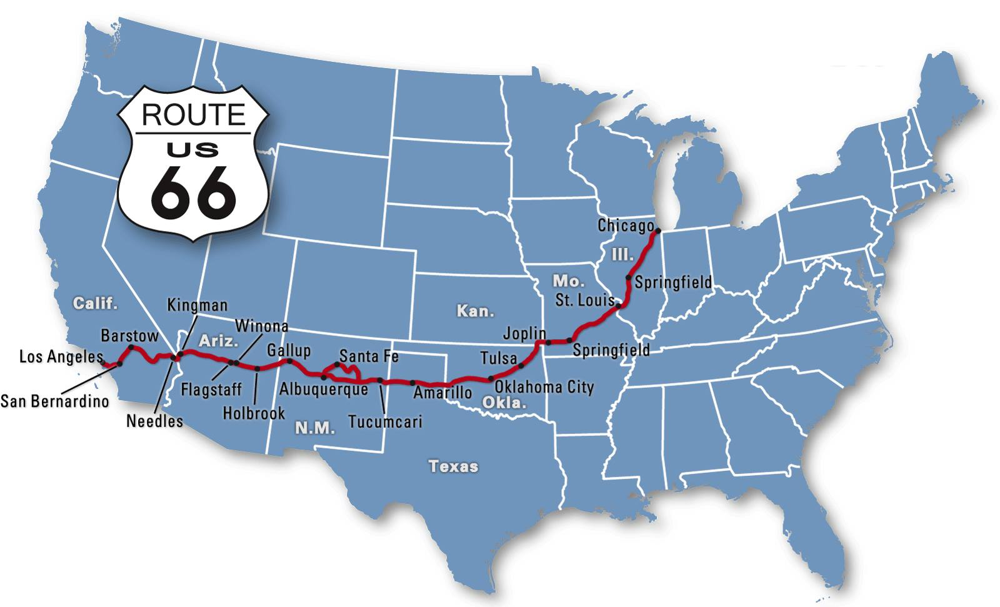 ROUTE
US
66
Chicago
Ill.
Springfield
Mo.
St. Louis
Calif.
Kingman
Kan.
Winona
Barstow
Ariz.
Joplin
Gallup
Springfield
Los Angeles
Santa Fe
Tulsa
Flagstaff
Albuquerque
Amarillo
Oklahoma City
San Bernardino
Okla.
Holbrook
Needles
N.M.
Tucumcari
Texas